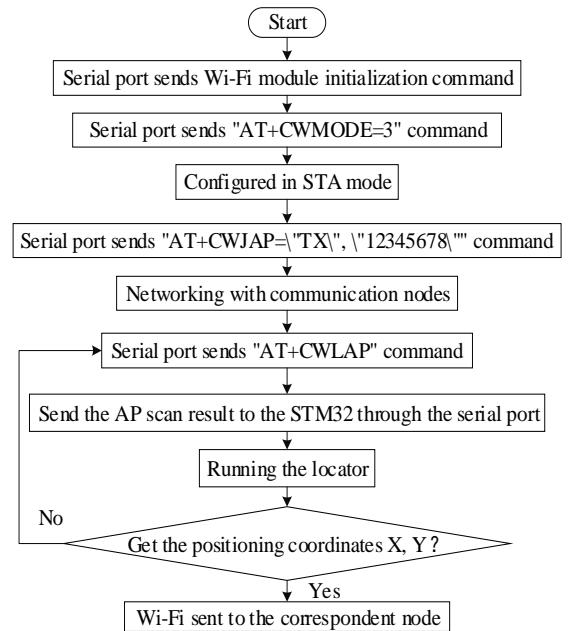 Start
Serial port sends Wi-Fi module initialization command
Serial port sends "AT+CWMODE=3" command
Configured in STA mode
Serial port sends "AT+CWJAP=\"TX\", \"12345678\"" command
Networking with communication nodes
Serial port sends "AT+CWLAP" command
Send the AP scan result to the STM32 through the serial port
Running the locator
No
Get the positioning coordinates X, Y?
Yes
Wi-Fi sent to the correspondent node